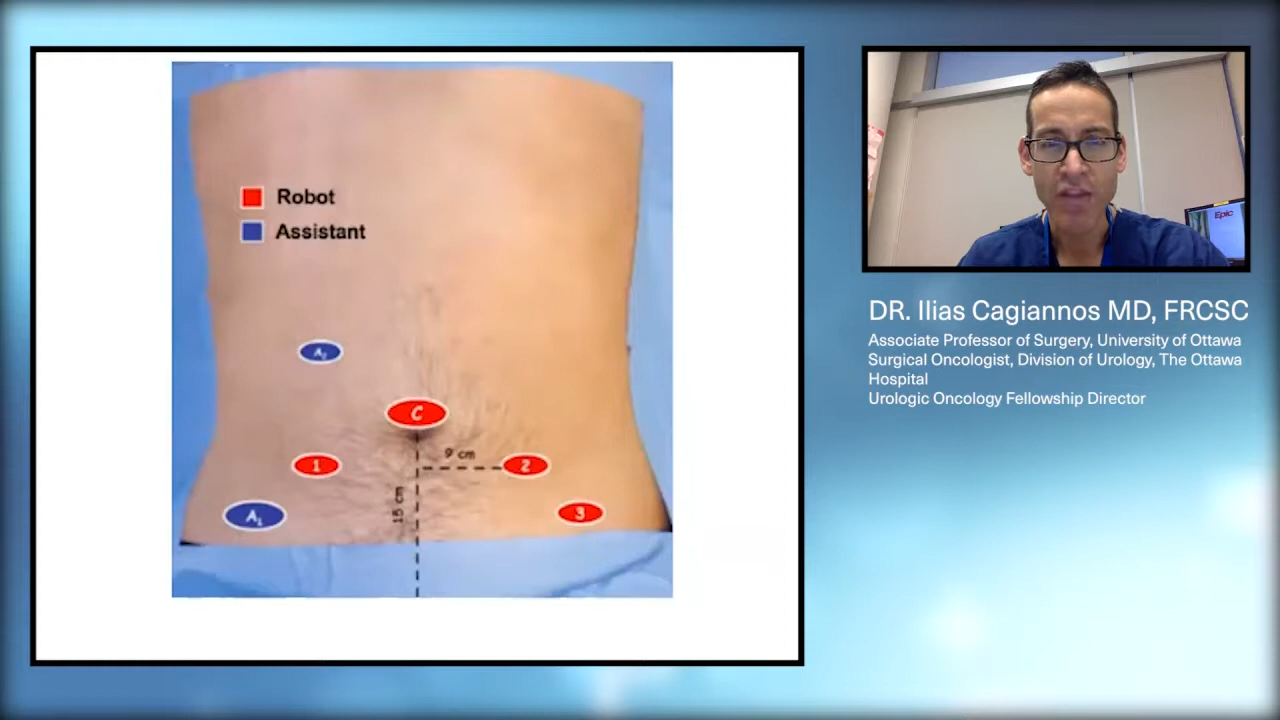 Robot
Assistant
A₂
C
9 cm
1
2
15 cm
A₁
3
Epic
DR. Ilias Cagiannos MD, FRCSC
Associate Professor of Surgery, University of Ottawa
Surgical Oncologist, Division of Urology, The Ottawa
Hospital
Urologic Oncology Fellowship Director